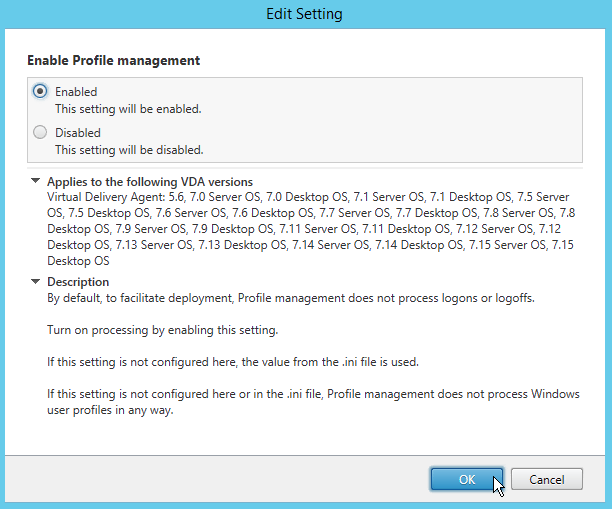 Edit Setting
Enable Profile management
Enabled
This setting will be enabled.
Disabled
This setting will be disabled.
Applies to the following VDA versions
Virtual Delivery Agent: 5.6, 7.0 Server OS, 7.0 Desktop OS, 7.1 Server OS, 7.1 Desktop OS, 7.5 Server
OS, 7.5 Desktop OS, 7.6 Server OS, 7.6 Desktop OS, 7.7 Server OS, 7.7 Desktop OS, 7.8 Server OS, 7.8
Desktop OS, 7.9 Server OS, 7.9 Desktop OS, 7.11 Server OS, 7.11 Desktop OS, 7.12 Server OS, 7.12
Desktop OS, 7.13 Server OS, 7.13 Desktop OS, 7.14 Server OS, 7.14 Desktop OS, 7.15 Server OS, 7.15
Desktop OS
Description
By default, to facilitate deployment, Profile management does not process logons or logoffs.
Turn on processing by enabling this setting.
If this setting is not configured here, the value from the .ini file is used.
If this setting is not configured here or in the .ini file, Profile management does not process Windows
user profiles in any way.
OK
Cancel